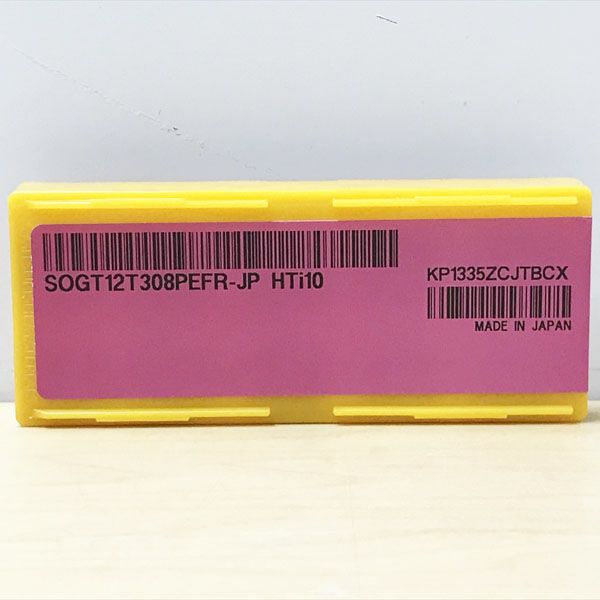 SOGT12T308PEFR-JP HTi10
KP1335ZCJTBCX
MADE IN JAPAN